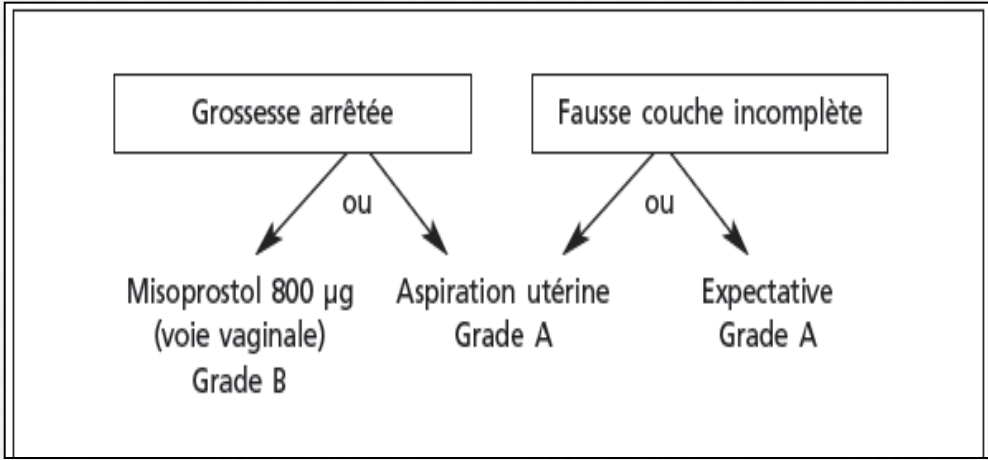 Grossesse arrêtée
Fausse couche incomplète
ou
ou
Misoprostol 800 µg
(voie vaginale)
Grade B
Aspiration utérine
Grade A
Expectative
Grade A